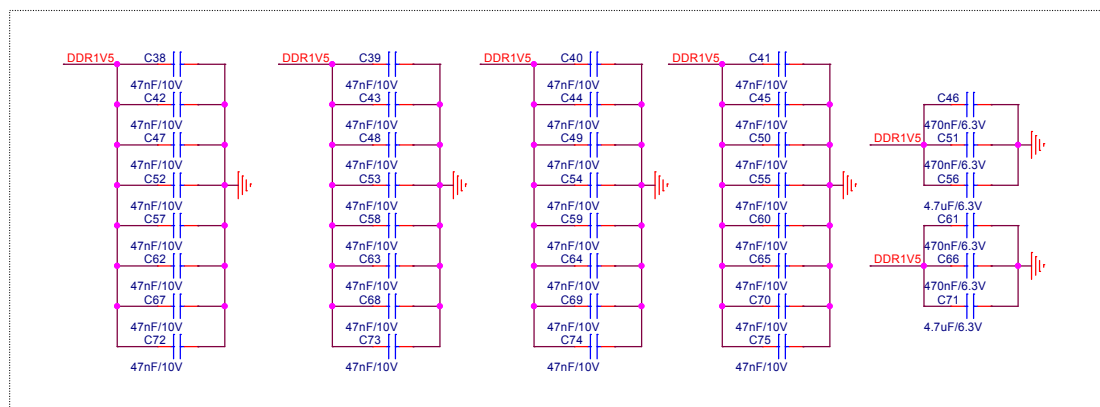 DDR1V5 C38 DDR1V5 C39 DDR1V5 C40 DDR1V5 C41
47nF/10V 47nF/10V 47nF/10V 47nF/10V
C42 C43 C44 C45 C46
47nF/10V 47nF/10V 47nF/10V 47nF/10V 470nF/6.3V
C47 C48 C49 C50 DDR1V5 C51
47nF/10V 47nF/10V 47nF/10V 47nF/10V 470nF/6.3V
C52 C53 C54 C55 C56
47nF/10V 47nF/10V 47nF/10V 47nF/10V 4.7uF/6.3V
C57 C58 C59 C60 C61
47nF/10V 47nF/10V 47nF/10V 47nF/10V 470nF/6.3V
C62 C63 C64 C65 DDR1V5 C66
47nF/10V 47nF/10V 47nF/10V 47nF/10V 470nF/6.3V
C67 C68 C69 C70 C71
47nF/10V 47nF/10V 47nF/10V 47nF/10V 4.7uF/6.3V
C72 C73 C74 C75
47nF/10V 47nF/10V 47nF/10V 47nF/10V